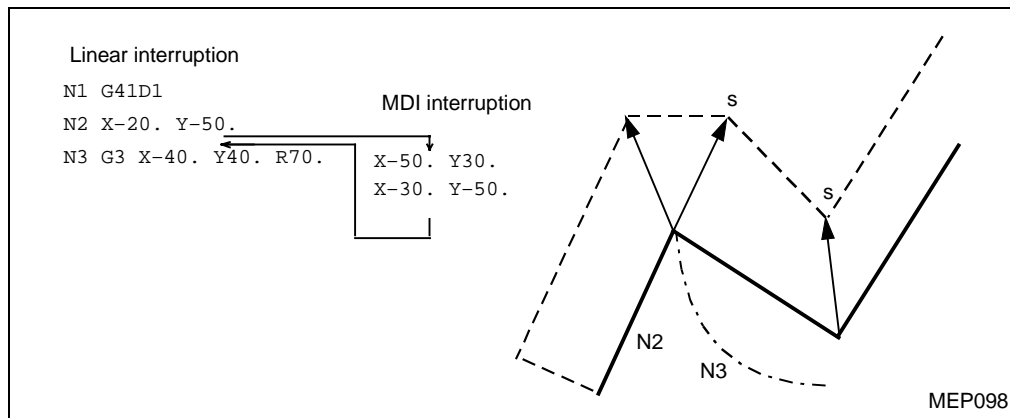 Linear interruption
N1 G41D1
N2 X–20. Y–50.
N3 G3 X–40. Y40. R70.
MDI interruption
X–50. Y30.
X–30. Y–50.
s
s
N2
N3
MEP098